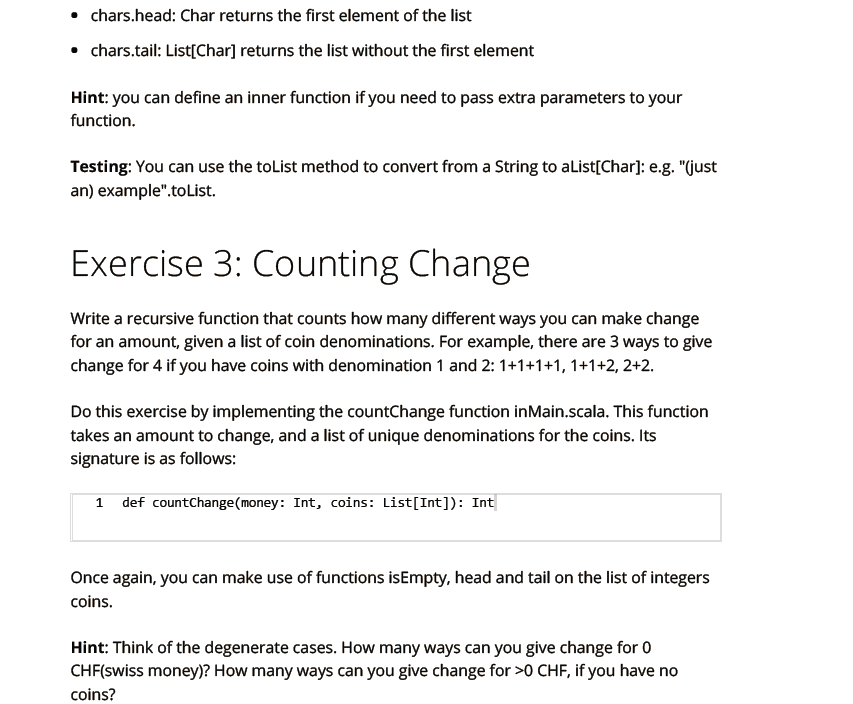 • chars.head: Char returns the first element of the list
• chars.tail: List[Char] returns the list without the first element
Hint: you can define an inner function if you need to pass extra parameters to your
function.
Testing: You can use the toList method to convert from a String to aList[Char]: e.g. "(just
an) example".toList.
Exercise 3: Counting Change
Write a recursive function that counts how many different ways you can make change
for an amount, given a list of coin denominations. For example, there are 3 ways to give
change for 4 if you have coins with denomination 1 and 2: 1+1+1+1, 1+1+2, 2+2.
Do this exercise by implementing the countChange function inMain.scala. This function
takes an amount to change, and a list of unique denominations for the coins. Its
signature is as follows:
1 def countChange(money: Int, coins: List[Int]): Int
Once again, you can make use of functions isEmpty, head and tail on the list of integers
coins.
Hint: Think of the degenerate cases. How many ways can you give change for 0
CHF(swiss money)? How many ways can you give change for >0 CHF, if you have no
coins?